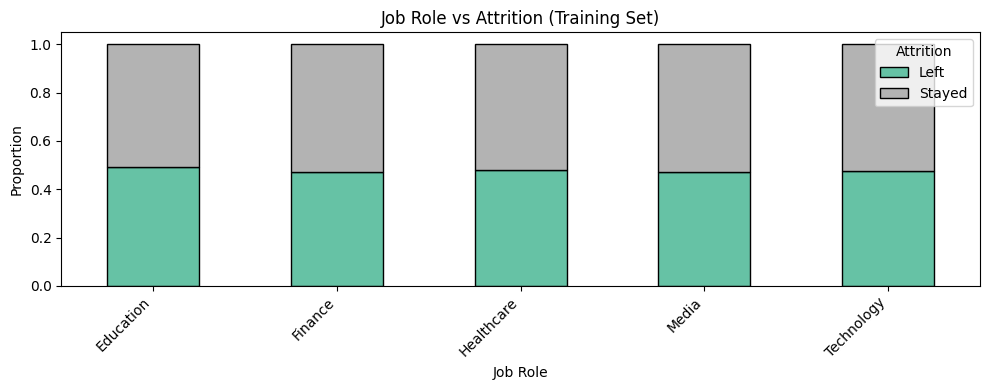 Job Role vs Attrition (Training Set)
Attrition
Left
Stayed
Proportion
1.0
0.8
0.6
0.4
0.2
0.0
Education
Finance
Healthcare
Media
Technology
Job Role